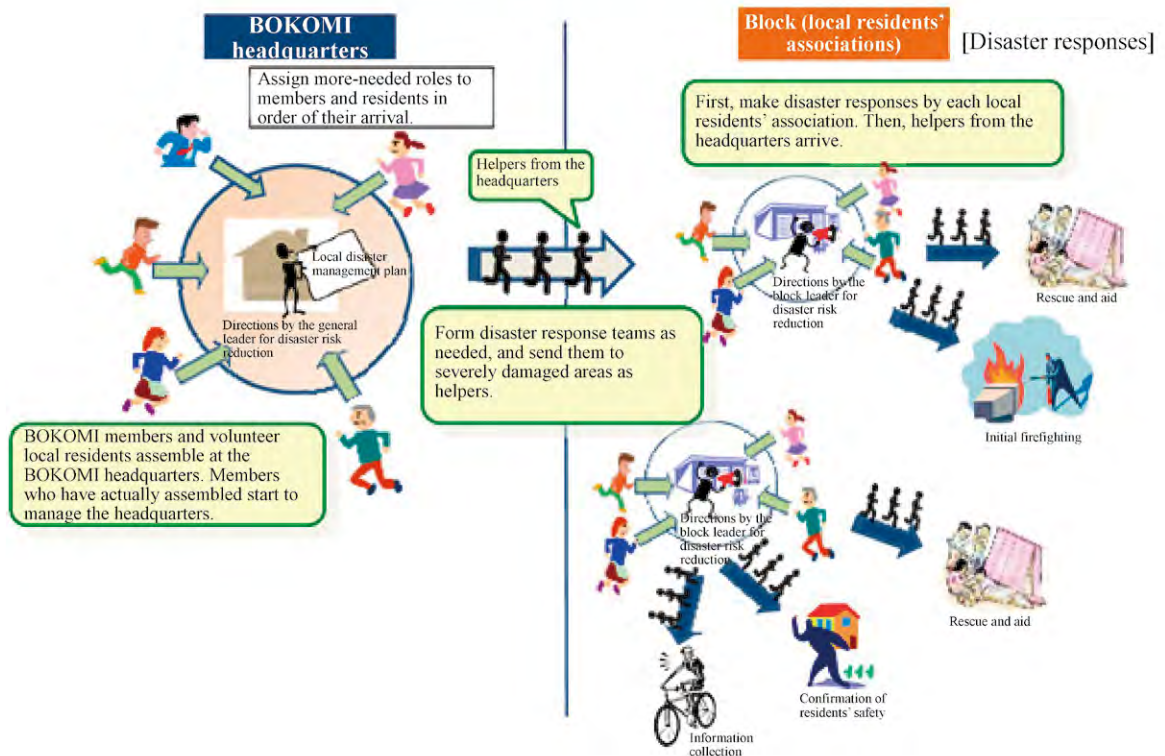 BOKOMI
headquarters
Assign more-needed roles to
members and residents in
order of their arrival.
Local disaster
management plan
Directions by the general
leader for disaster risk
reduction
BOKOMI members and volunteer
local residents assemble at the
BOKOMI headquarters. Members
who have actually assembled start to
manage the headquarters.
Helpers from the
headquarters
Form disaster response teams as
needed, and send them to
severely damaged areas as
helpers.
Block (local residents’
associations)
[Disaster responses]
First, make disaster responses by each local
residents’ association. Then, helpers from the
headquarters arrive.
Directions by the
block leader for
disaster risk
reduction
Rescue and aid
Initial firefighting
Directions by the
block leader for
disaster risk
reduction
Rescue and aid
Confirmation of
residents’ safety
Information
collection